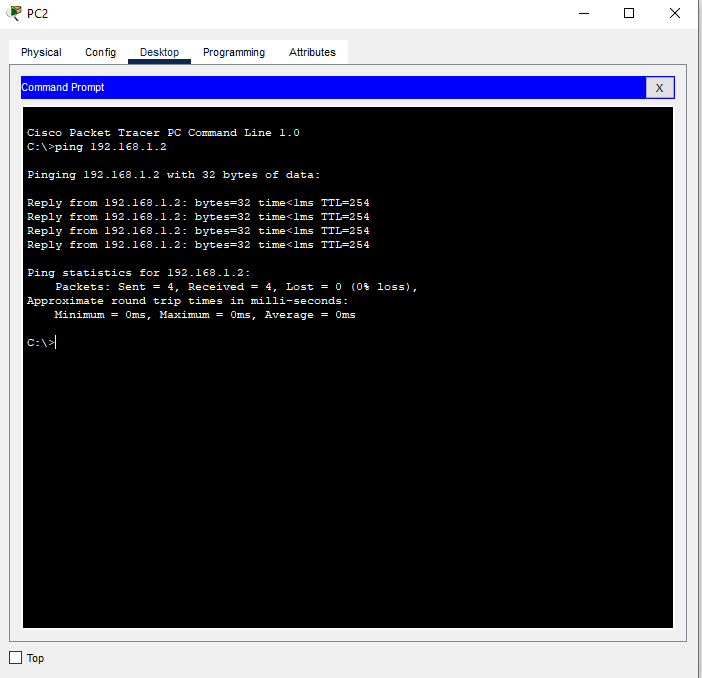 PC2
Physical Config Desktop Programming Attributes
Command Prompt X
Cisco Packet Tracer PC Command Line 1.0
C:\>ping 192.168.1.2
Pinging 192.168.1.2 with 32 bytes of data:
Reply from 192.168.1.2: bytes=32 time<1ms TTL=254
Reply from 192.168.1.2: bytes=32 time<1ms TTL=254
Reply from 192.168.1.2: bytes=32 time<1ms TTL=254
Reply from 192.168.1.2: bytes=32 time<1ms TTL=254
Ping statistics for 192.168.1.2:
Packets: Sent = 4, Received = 4, Lost = 0 (0% loss),
Approximate round trip times in milli-seconds:
Minimum = 0ms, Maximum = 0ms, Average = 0ms
C:\>
Top